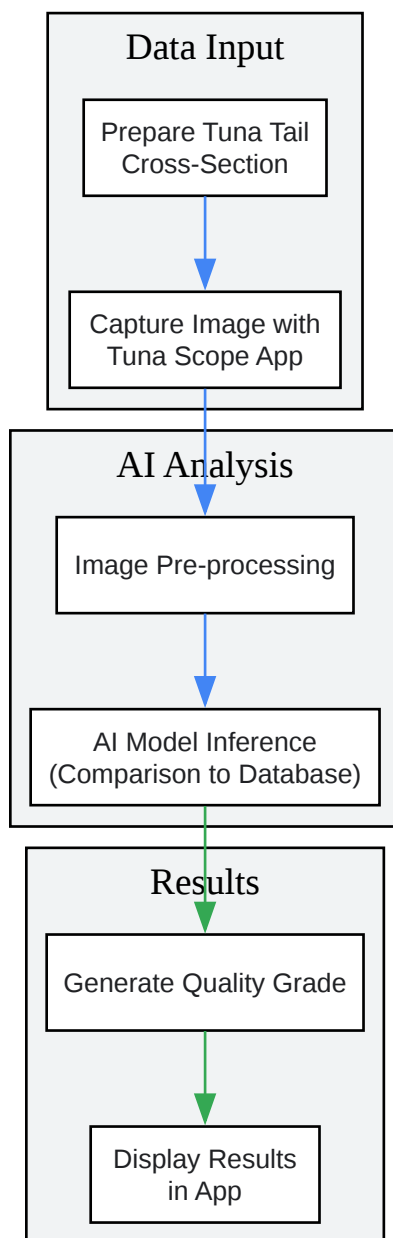 Data Input
Prepare Tuna Tail
Cross-Section
Capture Image with
Tuna Scope App
AI Analysis
Image Pre-processing
AI Model Inference
(Comparison to Database)
Results
Generate Quality Grade
Display Results
in App